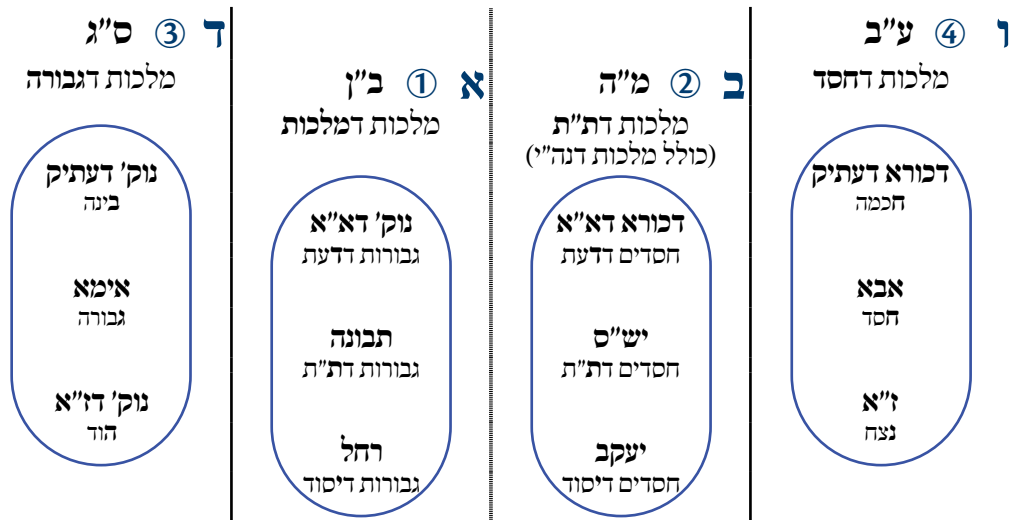 ו ④ ע"ב
מלכות דחסד
דכורא דעתיק
חכמה
אבא
חסד
ז"א
נצח
ב ② מ"ה
מלכות דת"ת
(כולל מלכות דנה"י)
דכורא דא"א
חסדים דדעת
יש"ס
חסדים דת"ת
יעקב
חסדים דיסוד
א ① ב"ן
מלכות דמלכות
נוק' דא"א
גבורות דדעת
תבונה
גבורות דת"ת
רחל
גבורות דיסוד
ד ③ ס"ג
מלכות דגבורה
נוק' דעתיק
בינה
אימא
גבורה
נוק' דז"א
הוד